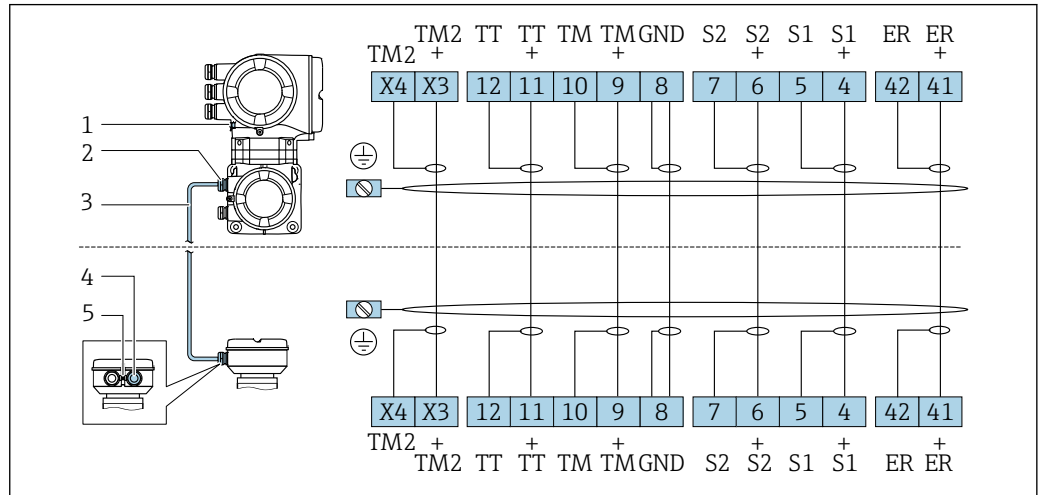 TM2 TT TT TM TM GND S2 S2 S1 S1 ER ER
TM2 + + + + + +
X4 X3 12 11 10 9 8 7 6 5 4 42 41
1
2
3
4
5
X4 X3 12 11 10 9 8 7 6 5 4 42 41
TM2 + + + + + +
TM2 TT TT TM TM GND S2 S2 S1 S1 ER ER